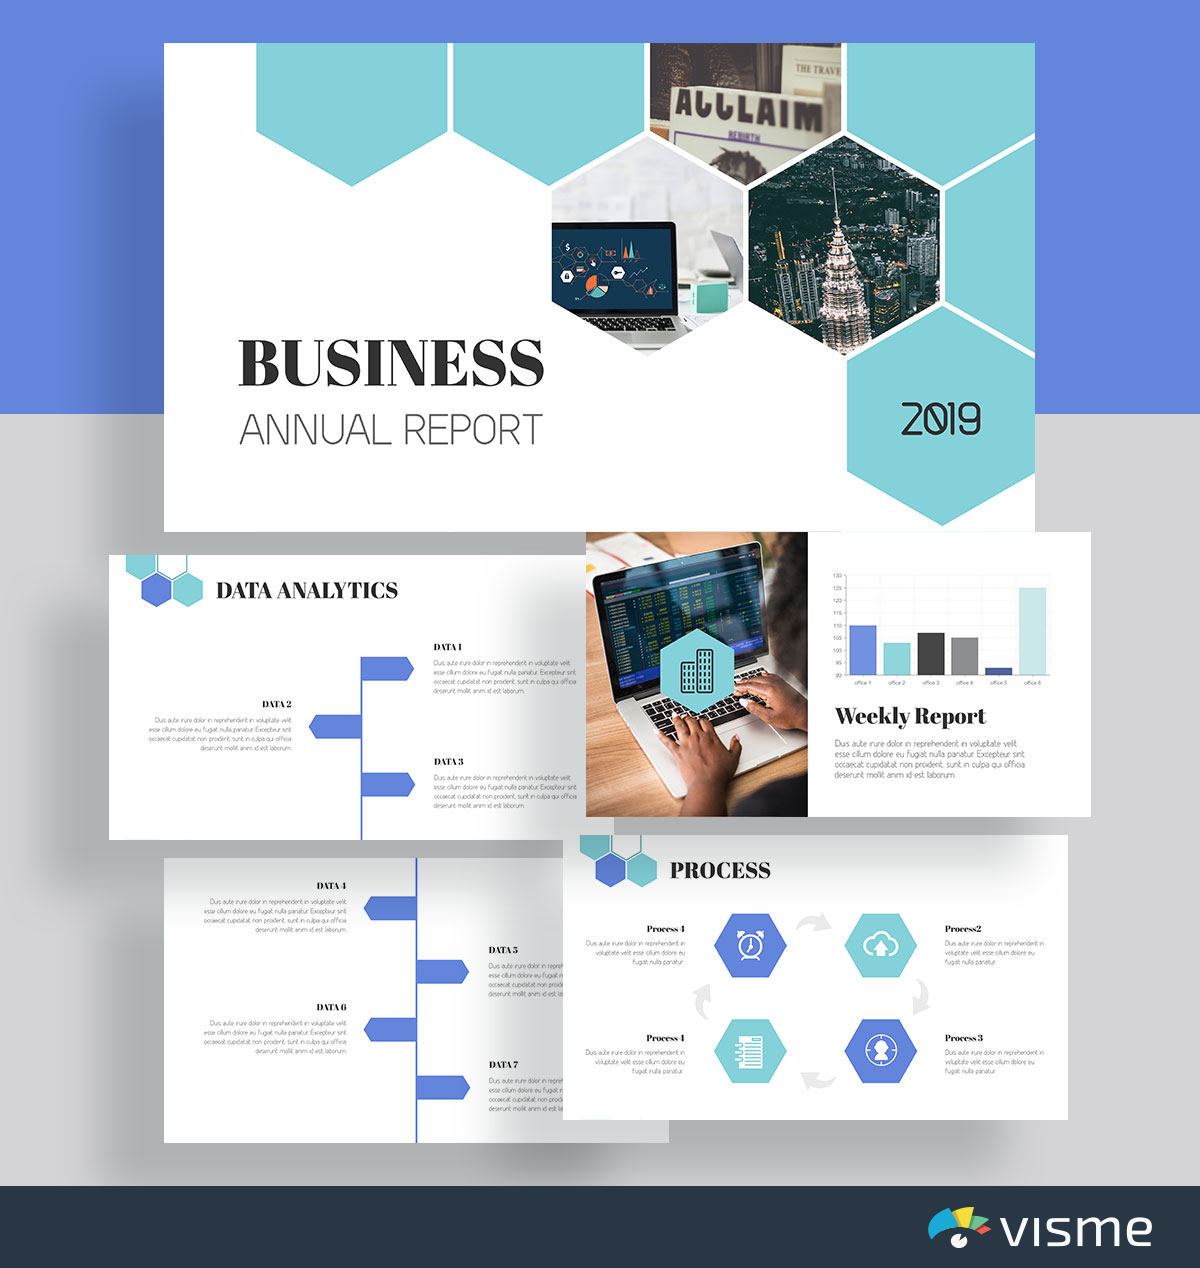 THE TRAVE
ACCLAIM
REBIRTH
$
BUSINESS
ANNUAL REPORT
2019
DATA ANALYTICS
DATA 1
Duis aute irure dolor in reprehenderit in voluptate velit
esse cillum dolore eu fugiat nulla pariatur. Excepteur sint
occaecat cupidatat non proident, sunt in culpa qui officia
deserunt mollit anim id est laborum.
DATA 2
Duis aute irure dolor in reprehenderit in voluptate velit
esse cillum dolore eu fugiat nulla pariatur. Excepteur sint
occaecat cupidatat non proident, sunt in culpa qui officia
deserunt mollit anim id est laborum.
DATA 3
Duis aute irure dolor in reprehenderit in voluptate velit
esse cillum dolore eu fugiat nulla pariatur. Excepteur sint
occaecat cupidatat non proident, sunt in culpa qui officia
deserunt mollit anim id est laborum.
130
125
120
115
110
105
100
95
90
office 1 office 2 office 3 office 4 office 5 office 6
Weekly Report
Duis aute irure dolor in reprehenderit in voluptate velit
esse cillum dolore eu fugiat nulla pariatur. Excepteur sint
occaecat cupidatat non proident, sunt in culpa qui officia
deserunt mollit anim id est laborum
DATA 4
Duis aute irure dolor in reprehenderit in voluptate velit
esse cillum dolore eu fugiat nulla pariatur. Excepteur sint
occaecat cupidatat non proident, sunt in culpa qui officia
deserunt mollit anim id est laborum.
DATA 5
Duis aute irure dolor in repreh
esse cillum dolore eu fugiat n
occaecat cupidatat non proid
deserunt mollit anim id est la
DATA 6
Duis aute irure dolor in reprehenderit in voluptate velit
esse cillum dolore eu fugiat nulla pariatur. Excepteur sint
occaecat cupidatat non proident, sunt in culpa qui officia
deserunt mollit anim id est laborum.
DATA 7
Duis aute irure dolor in repreh
esse cillum dolore eu fugiat n
occaecat cupidatat non proid
deserunt mollit anim id est la
PROCESS
Process 4
Duis aute irure dolor in reprehenderit in
voluptate velit esse cillum dolore eu
fugiat nulla pariatur.
Process2
Duis aute irure dolor in reprehenderit in
voluptate velit esse cillum dolore eu
fugiat nulla pariatur
Process 4
Duis aute irure dolor in reprehenderit in
voluptate velit esse cillum dolore eu
fugiat nulla pariatur.
Process 3
Duis aute irure dolor in reprehenderit in
voluptate velit esse cillum dolore eu
fugiat nulla pariatur
visme